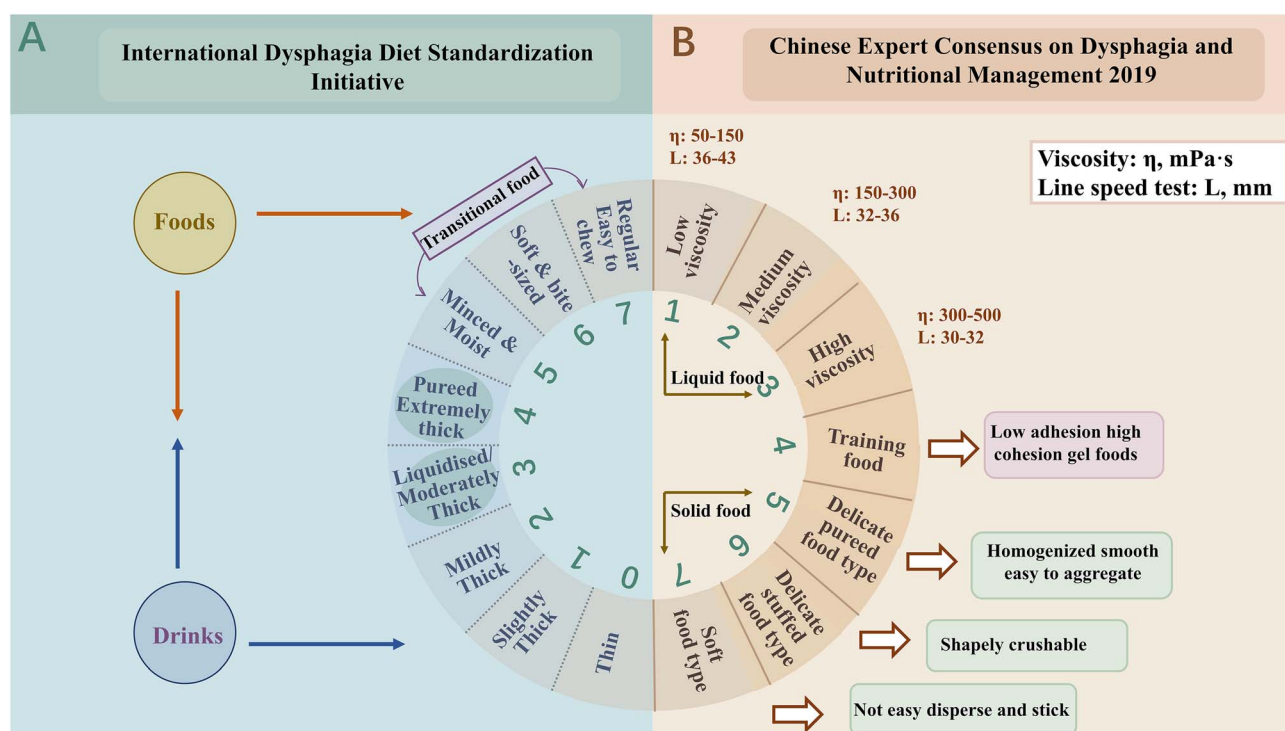 A
International Dysphagia Diet Standardization
Initiative
B
Chinese Expert Consensus on Dysphagia and
Nutritional Management 2019
Foods
Drinks
Transitional food
Regular
Easy to
chew
7
Soft & bite
-sized
6
Minced &
Moist
5
Pureed
Extremely
thick
4
Liquidised/
Moderately
Thick
3
Mildly
Thick
2
Slightly
Thick
1
Thin
0
η: 50-150
L: 36-43
η: 150-300
L: 32-36
η: 300-500
L: 30-32
Viscosity: η, mPa·s
Line speed test: L, mm
Low
viscosity
1
Medium
viscosity
2
High
viscosity
3
Liquid food
Training
food
4
Low adhesion high
cohesion gel foods
Solid food
Delicate
pureed
food type
5
Homogenized smooth
easy to aggregate
Delicate
stuffed
food type
6
Shapely crushable
Soft
food type
7
Not easy disperse and stick